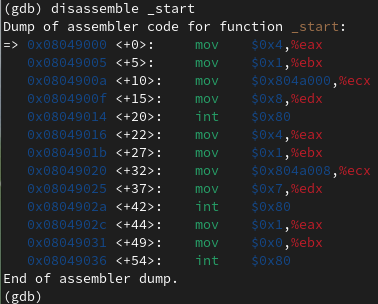 (gdb) disassemble _start
Dump of assembler code for function _start:
=> 0x08049000 <+0>:     mov    $0x4,%eax
   0x08049005 <+5>:     mov    $0x1,%ebx
   0x0804900a <+10>:    mov    $0x804a000,%ecx
   0x0804900f <+15>:    mov    $0x8,%edx
   0x08049014 <+20>:    int    $0x80
   0x08049016 <+22>:    mov    $0x4,%eax
   0x0804901b <+27>:    mov    $0x1,%ebx
   0x08049020 <+32>:    mov    $0x804a008,%ecx
   0x08049025 <+37>:    mov    $0x7,%edx
   0x0804902a <+42>:    int    $0x80
   0x0804902c <+44>:    mov    $0x1,%eax
   0x08049031 <+49>:    mov    $0x0,%ebx
   0x08049036 <+54>:    int    $0x80
End of assembler dump.
(gdb)